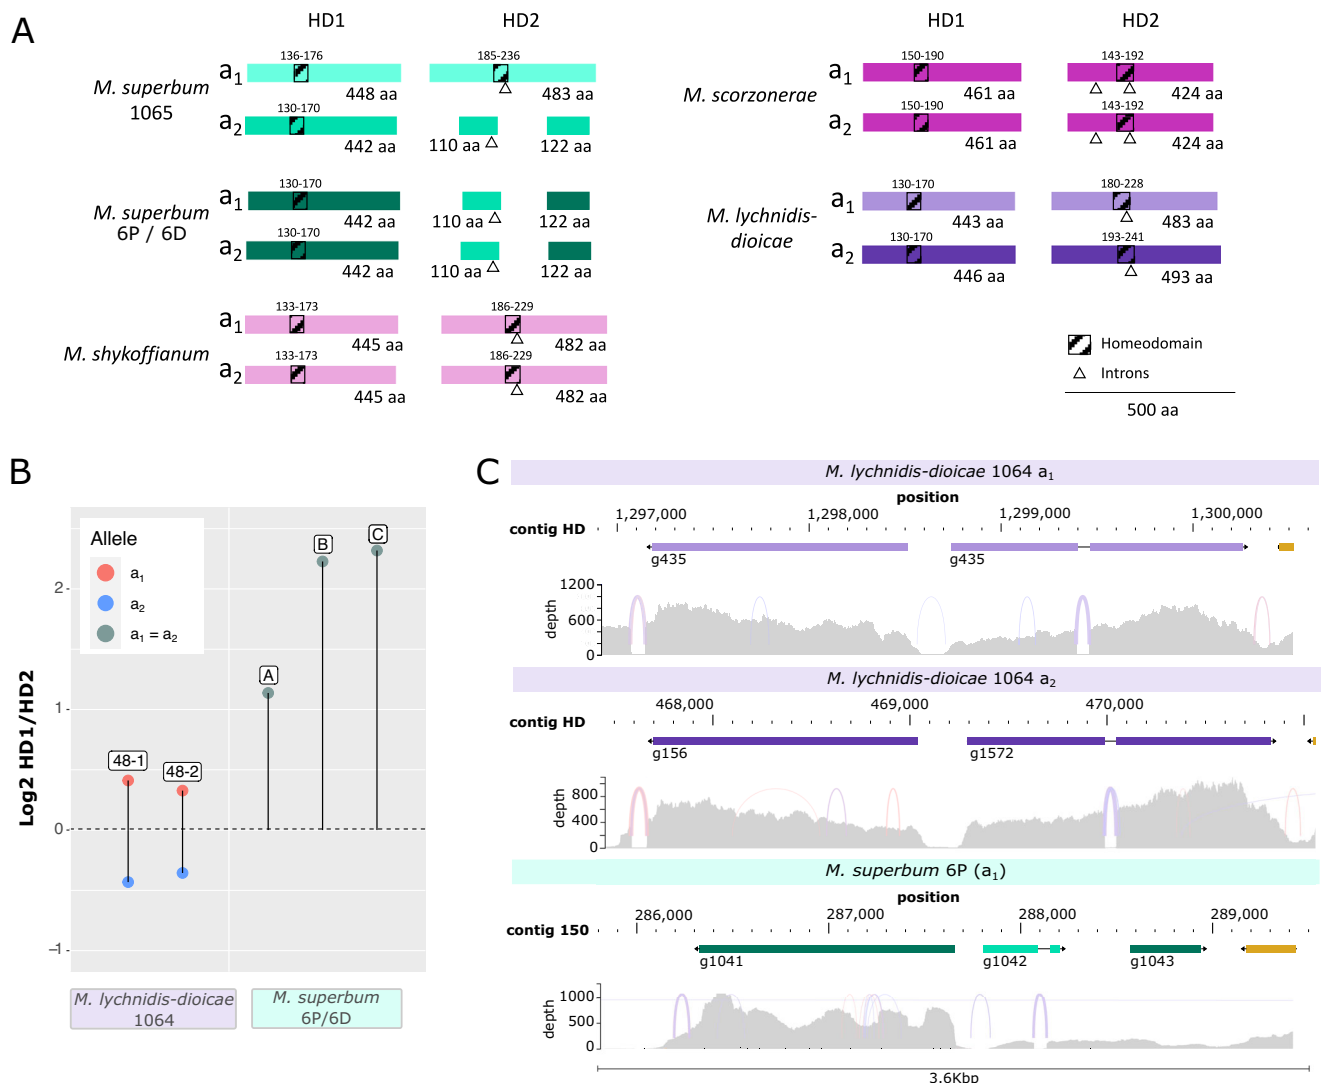 A
HD1 HD2
M. superbum 1065
a1 136-176 448 aa 185-236 483 aa
a2 130-170 442 aa 110 aa 122 aa
M. superbum 6P / 6D
a1 130-170 442 aa 110 aa 122 aa
a2 130-170 442 aa 110 aa 122 aa
M. shykoffianum
a1 133-173 445 aa 186-229 482 aa
a2 133-173 445 aa 186-229 482 aa
HD1 HD2
M. scorzonerae
a1 150-190 461 aa 143-192 424 aa
a2 150-190 461 aa 143-192 424 aa
M. lychnidis-dioicae
a1 130-170 443 aa 180-228 483 aa
a2 130-170 446 aa 193-241 493 aa
Homeodomain
Introns
500 aa
B
Log2 HD1/HD2
2
1
0
−1
Allele
a1
a2
a1 = a2
48-1
48-2
A
B
C
M. lychnidis-dioicae
1064
M. superbum
6P/6D
C
M. lychnidis-dioicae 1064 a1
position
1,297,000 1,298,000 1,299,000 1,300,000
contig HD
g435 g435
depth
1200
600
0
M. lychnidis-dioicae 1064 a2
468,000 469,000 470,000
contig HD
g156 g1572
depth
800
400
0
M. superbum 6P (a1)
position
286,000 287,000 288,000 289,000
contig 150
g1041 g1042 g1043
depth
1000
500
0
3.6Kbp